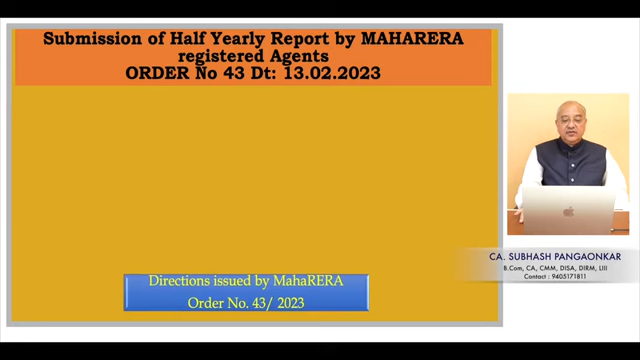 Submission of Half Yearly Report by MAHARERA
registered Agents
ORDER No 43 Dt: 13.02.2023
Directions issued by MahaRERA
Order No. 43/ 2023
CA. SUBHASH PANGAONKAR
B.Com, CA, CMM, DISA, DIRM, LIII
Contact : 9405171811